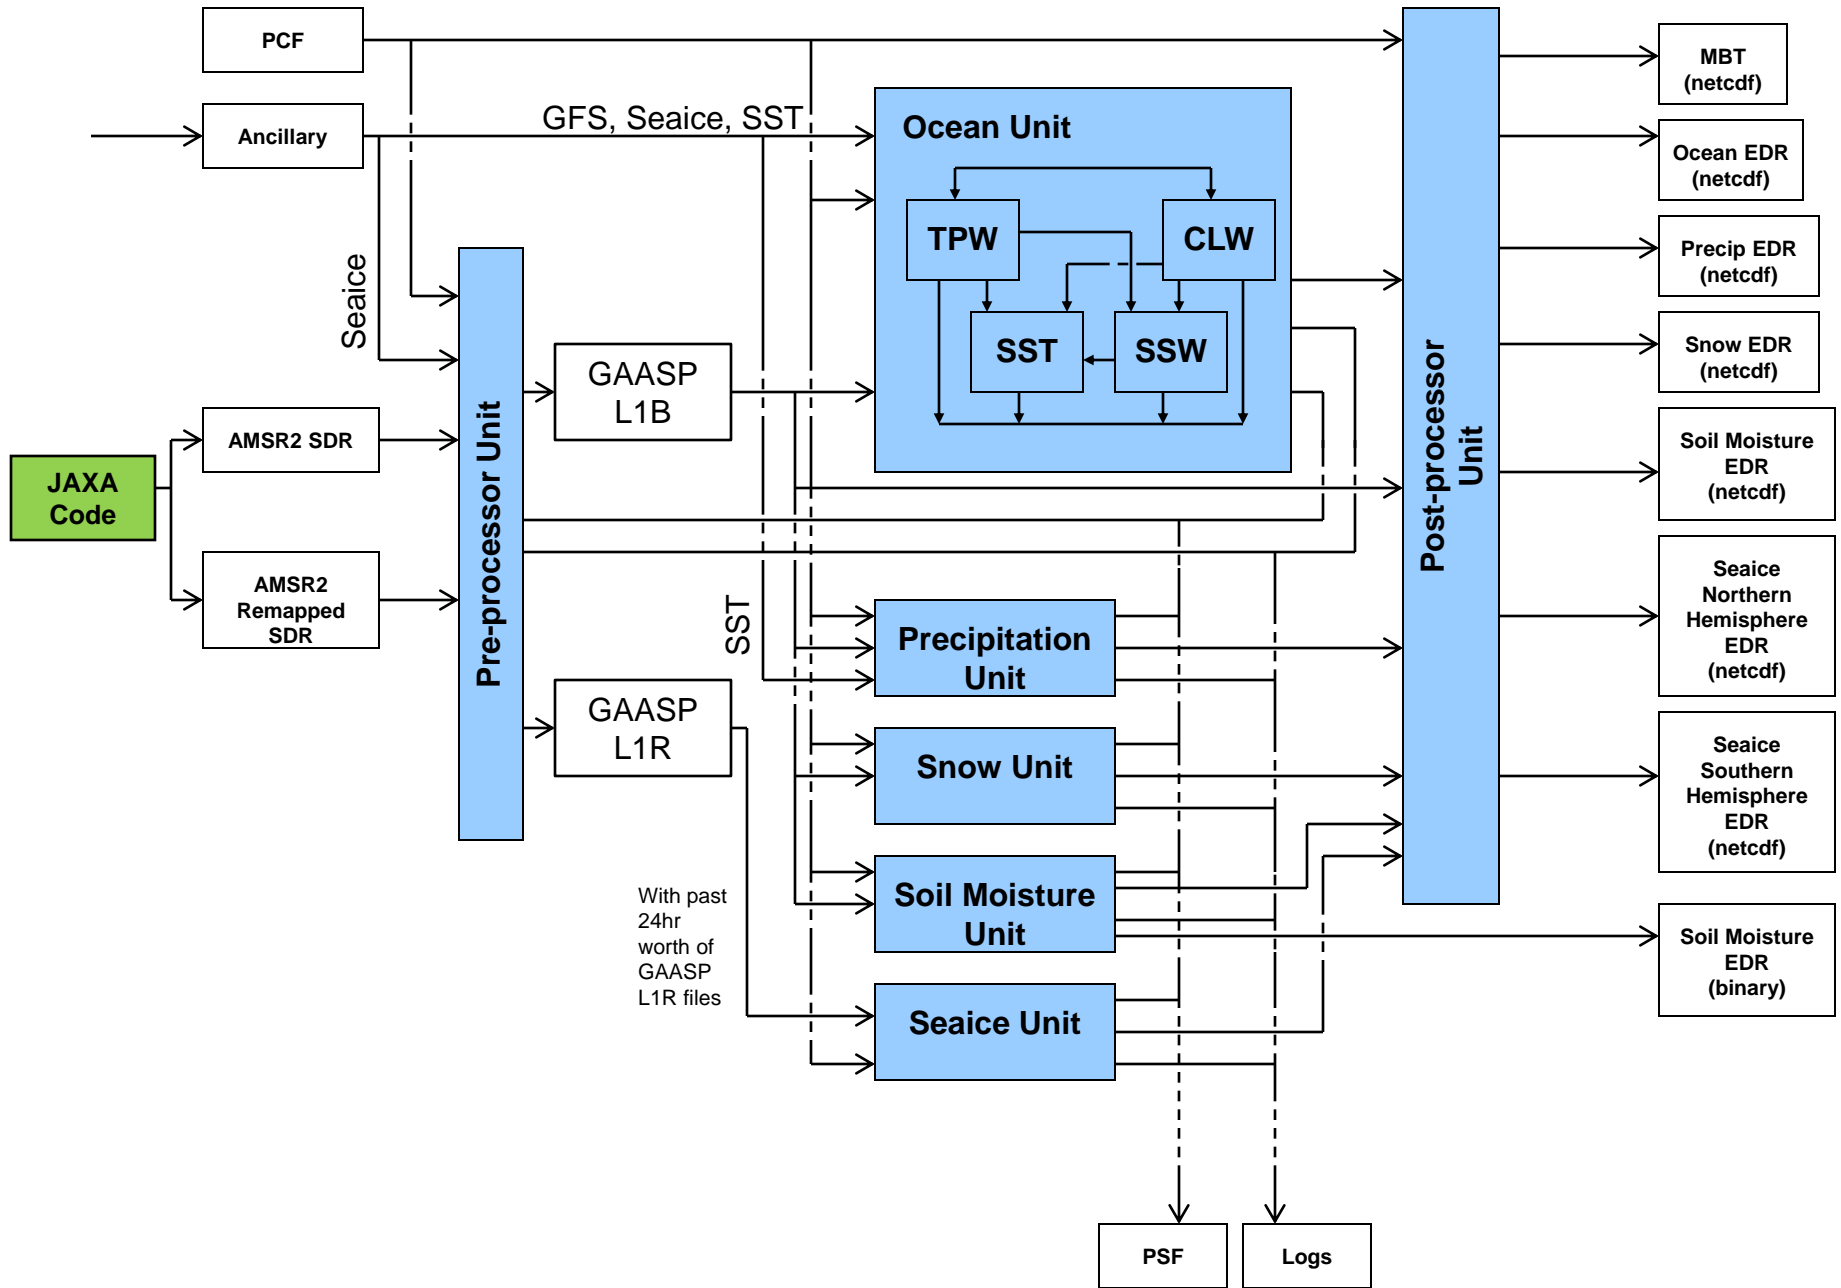 PCF
Ancillary
GFS, Seaice, SST
Seaice
JAXA
Code
AMSR2 SDR
AMSR2
Remapped
SDR
Pre-processor Unit
GAASP
L1B
GAASP
L1R
SST
With past
24hr
worth of
GAASP
L1R files
Ocean Unit
TPW
CLW
SST
SSW
Precipitation
Unit
Snow Unit
Soil Moisture
Unit
Seaice Unit
Post-processor
Unit
MBT
(netcdf)
Ocean EDR
(netcdf)
Precip EDR
(netcdf)
Snow EDR
(netcdf)
Soil Moisture
EDR
(netcdf)
Seaice
Northern
Hemisphere
EDR
(netcdf)
Seaice
Southern
Hemisphere
EDR
(netcdf)
Soil Moisture
EDR
(binary)
PSF
Logs